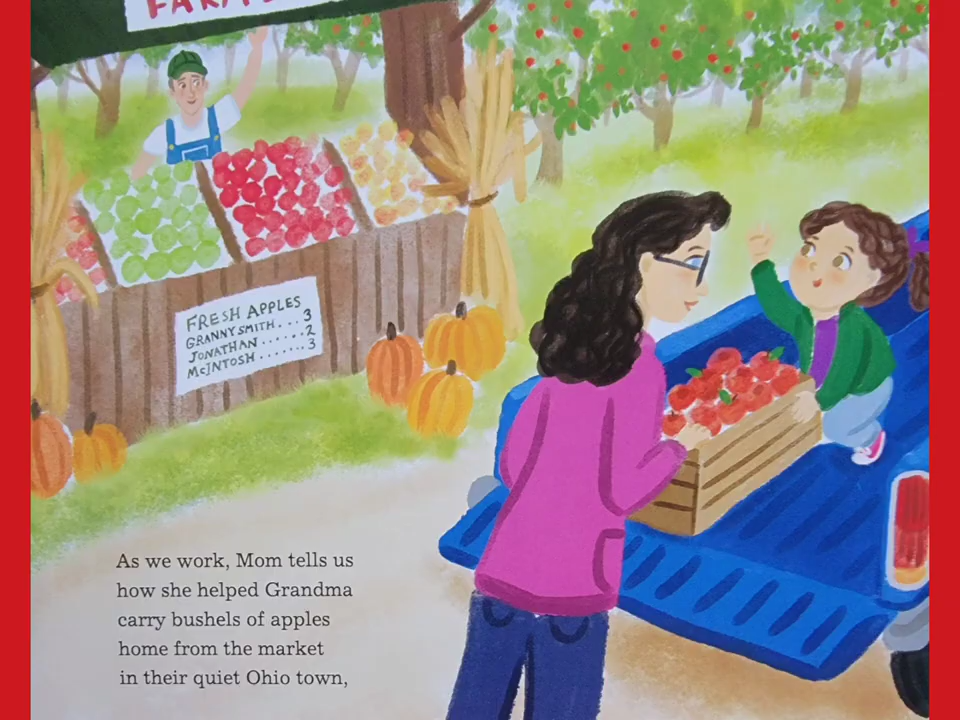 FRESH APPLES
GRANNY SMITH...3
JONATHAN......2
McINTOSH.......3
As we work, Mom tells us
how she helped Grandma
carry bushels of apples
home from the market
in their quiet Ohio town,